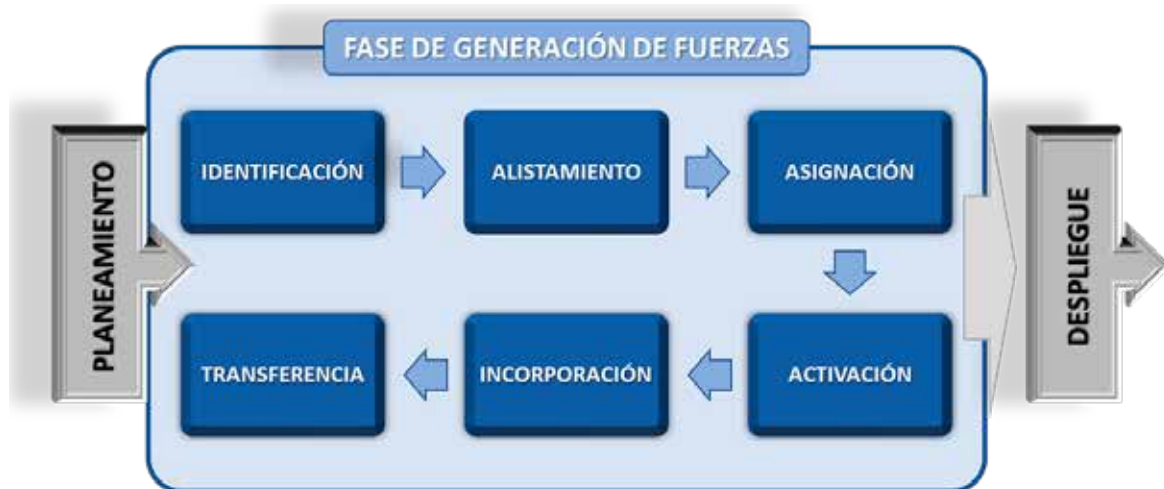 FASE DE GENERACIÓN DE FUERZAS
PLANEAMIENTO
IDENTIFICACIÓN
ALISTAMIENTO
ASIGNACIÓN
ACTIVACIÓN
INCORPORACIÓN
TRANSFERENCIA
DESPLIEGUE